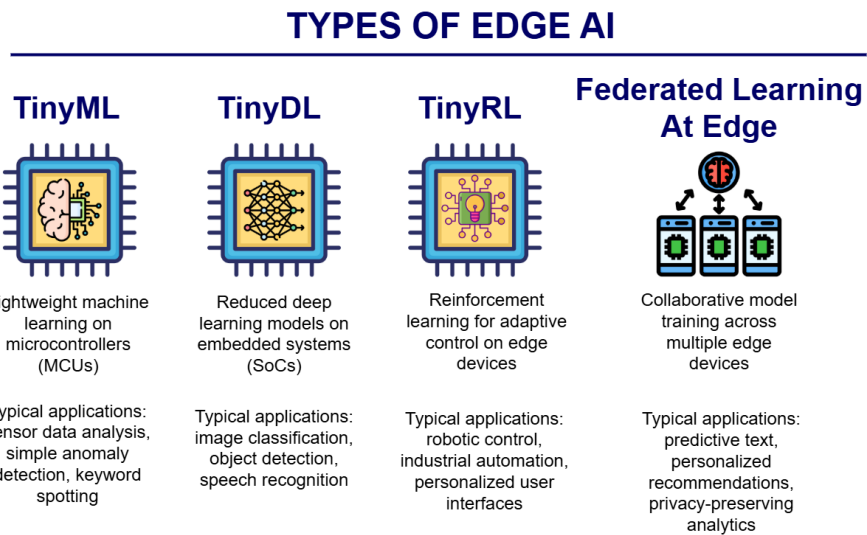 TYPES OF EDGE AI
TinyML
ightweight machine
learning on
microcontrollers
(MCUs)
ypical applications:
ensor data analysis,
simple anomaly
detection, keyword
spotting
TinyDL
Reduced deep
learning models on
embedded systems
(SoCs)
Typical applications:
image classification,
object detection,
speech recognition
TinyRL
Reinforcement
learning for adaptive
control on edge
devices
Typical applications:
robotic control,
industrial automation,
personalized user
interfaces
Federated Learning
At Edge
Collaborative model
training across
multiple edge
devices
Typical applications:
predictive text,
personalized
recommendations,
privacy-preserving
analytics